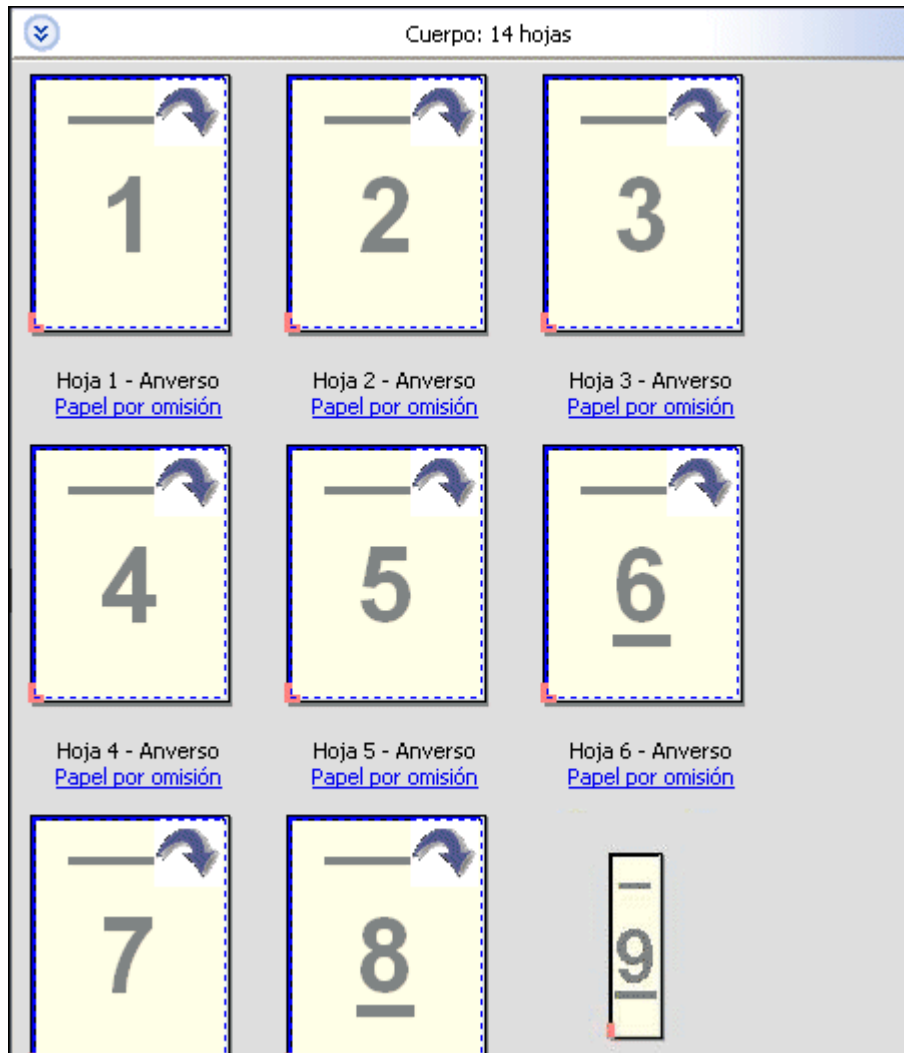 Cuerpo: 14 hojas
1 2 3
Hoja 1 - Anverso Hoja 2 - Anverso Hoja 3 - Anverso
Papel por omisión Papel por omisión Papel por omisión
4 5 6
Hoja 4 - Anverso Hoja 5 - Anverso Hoja 6 - Anverso
Papel por omisión Papel por omisión Papel por omisión
7 8 9